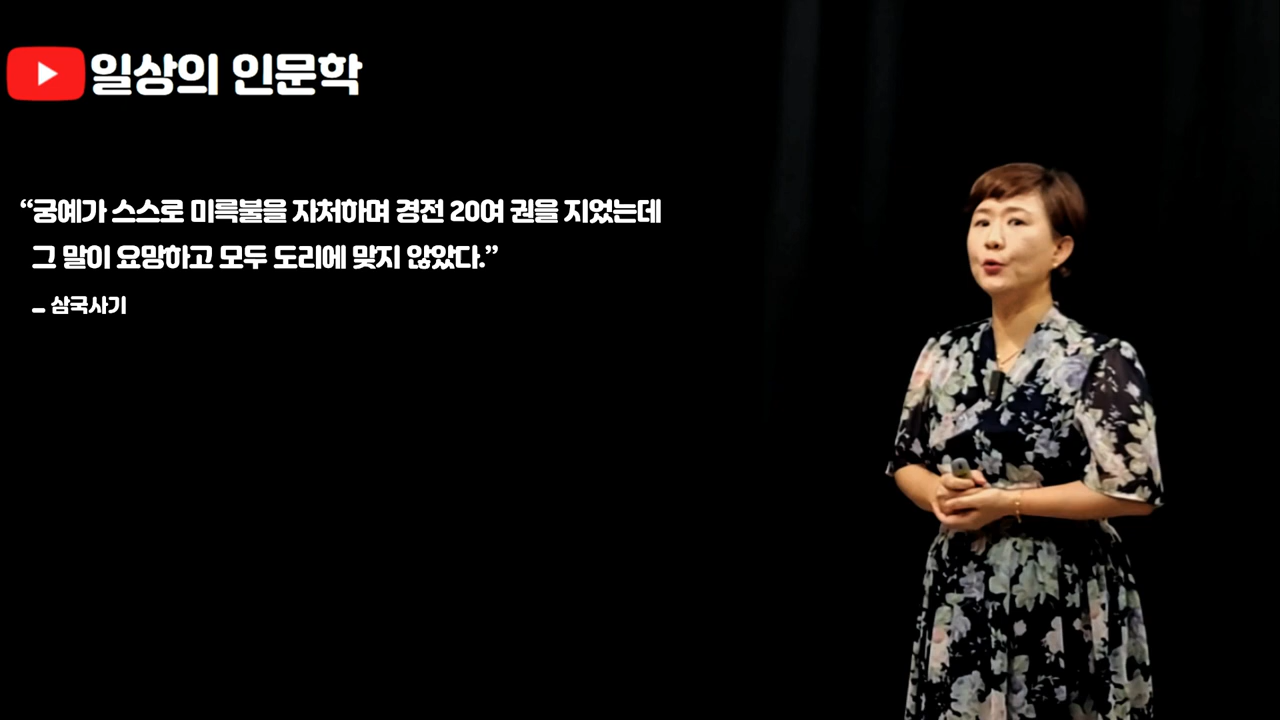 일상의 인문학
“궁예가 스스로 미륵불을 자처하며 경전 20여 권을 지었는데
그 말이 요망하고 모두 도리에 맞지 않았다.”
- 삼국사기